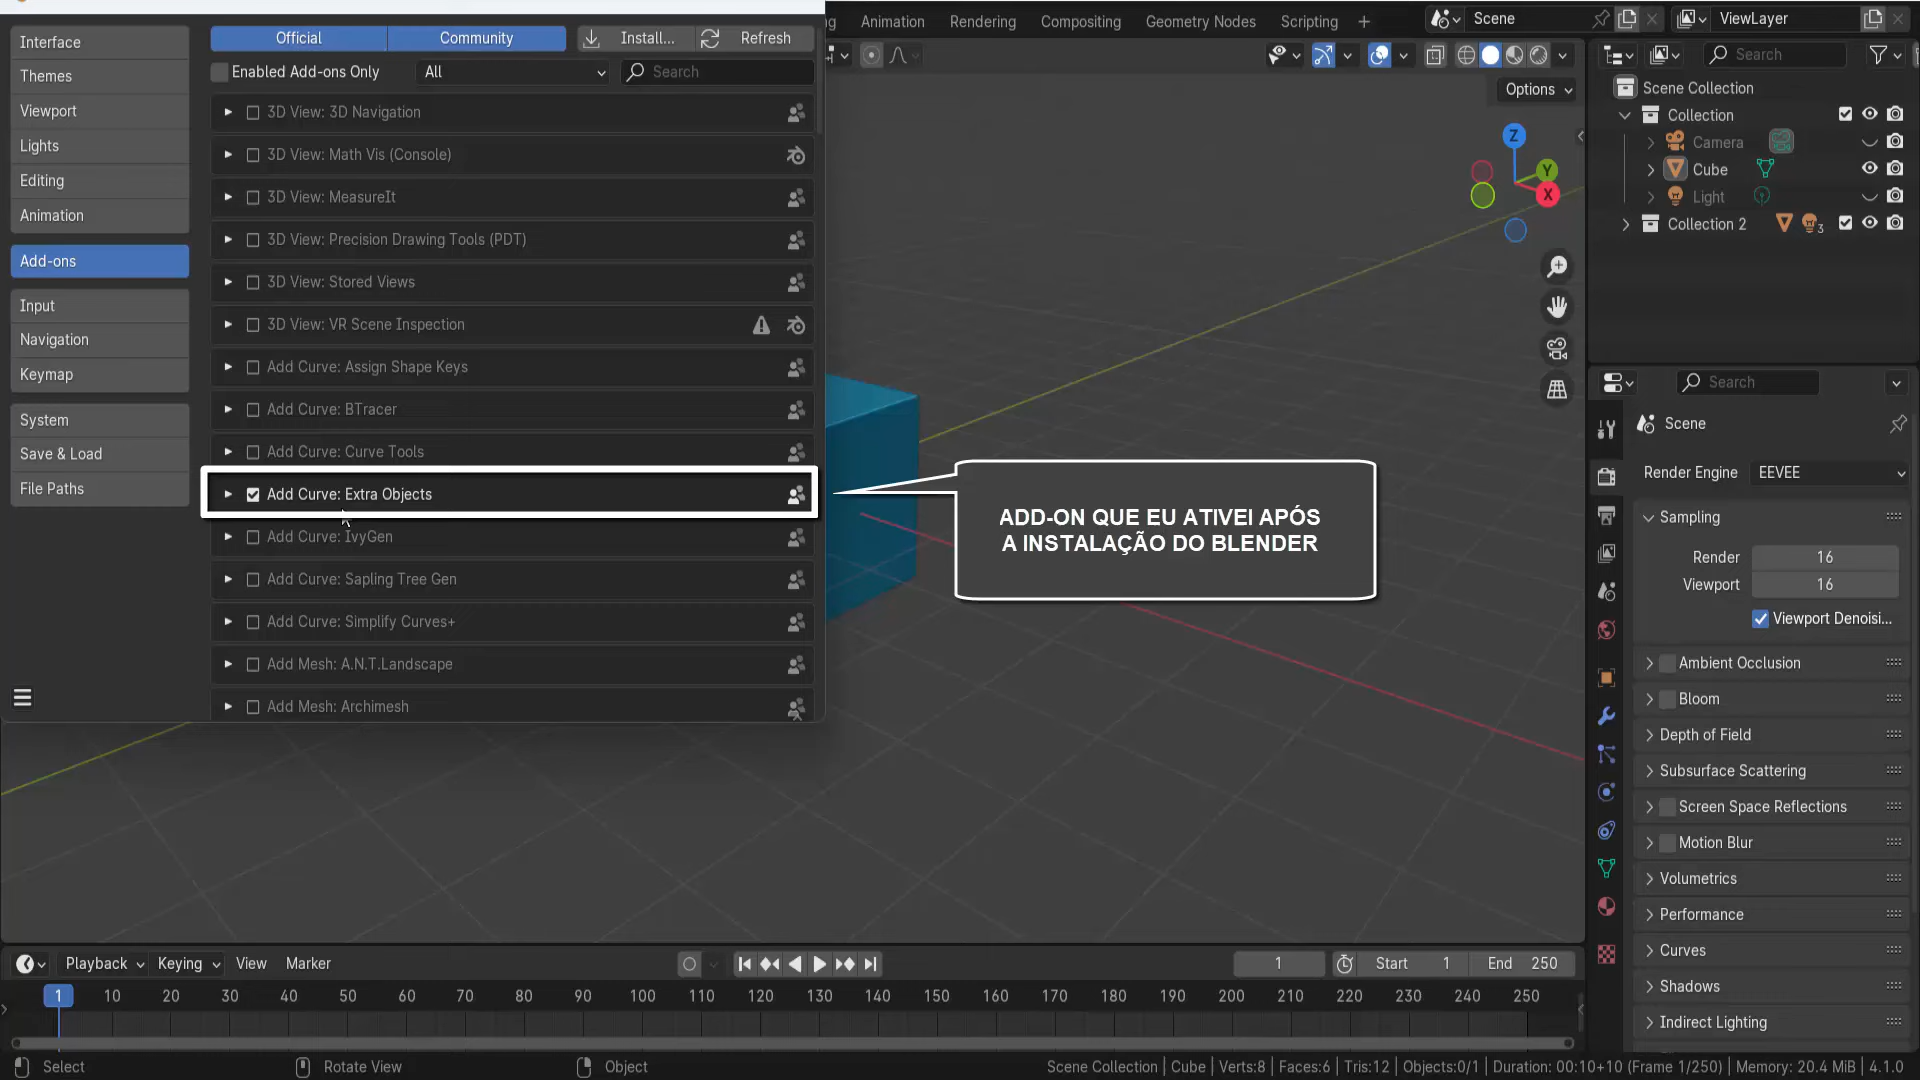 Interface
Themes
Viewport
Lights
Editing
Animation
Add-ons
Input
Navigation
Keymap
System
Save & Load
File Paths
Official
Community
Install...
Refresh
Enabled Add-ons Only
All
Search
3D View: 3D Navigation
3D View: Math Vis (Console)
3D View: MeasureIt
3D View: Precision Drawing Tools (PDT)
3D View: Stored Views
3D View: VR Scene Inspection
Add Curve: Assign Shape Keys
Add Curve: BTracer
Add Curve: Curve Tools
Add Curve: Extra Objects
Add Curve: IvyGen
Add Curve: Sapling Tree Gen
Add Curve: Simplify Curves+
Add Mesh: A.N.T.Landscape
Add Mesh: Archimesh
Animation
Rendering
Compositing
Geometry Nodes
Scripting
+
Scene
ViewLayer
Options
Z
Y
X
ADD-ON QUE EU ATIVEI APÓS
A INSTALAÇÃO DO BLENDER
Search
Scene Collection
Collection
Camera
Cube
Light
Collection 2
3
Search
Scene
Render Engine EEVEE
Sampling
Render 16
Viewport 16
Viewport Denoisi...
Ambient Occlusion
Bloom
Depth of Field
Subsurface Scattering
Screen Space Reflections
Motion Blur
Volumetrics
Performance
Curves
Shadows
Indirect Lighting
Playback
Keying
View
Marker
1
Start 1
End 250
1 10 20 30 40 50 60 70 80 90 100 110 120 130 140 150 160 170 180 190 200 210 220 230 240 250
Select
Rotate View
Object
Scene Collection | Cube | Verts:8 | Faces:6 | Tris:12 | Objects:0/1 | Duration: 00:10+10 (Frame 1/250) | Memory: 20.4 MiB | 4.1.0